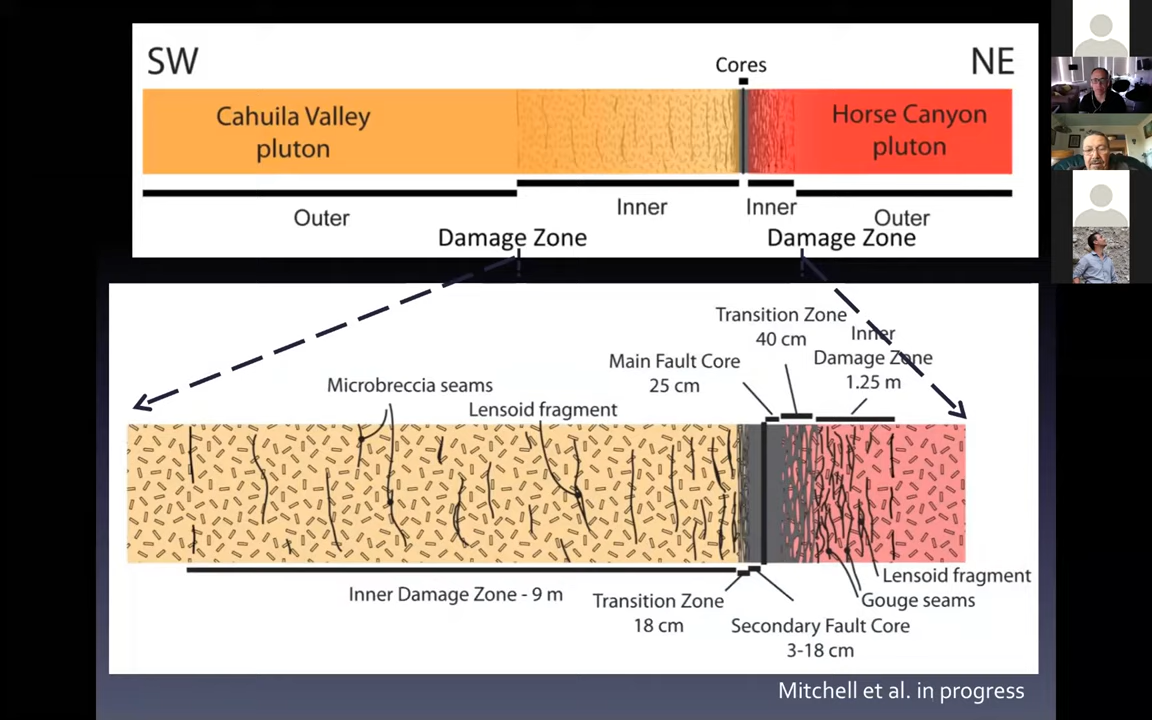 SW
NE
Cores
Cahuila Valley
pluton
Horse Canyon
pluton
Outer
Inner
Inner
Outer
Damage Zone
Damage Zone
Transition Zone
40 cm
Inner
Damage Zone
1.25 m
Main Fault Core
25 cm
Microbreccia seams
Lensoid fragment
Inner Damage Zone - 9 m
Transition Zone
18 cm
Secondary Fault Core
3-18 cm
Lensoid fragment
Gouge seams
Mitchell et al. in progress